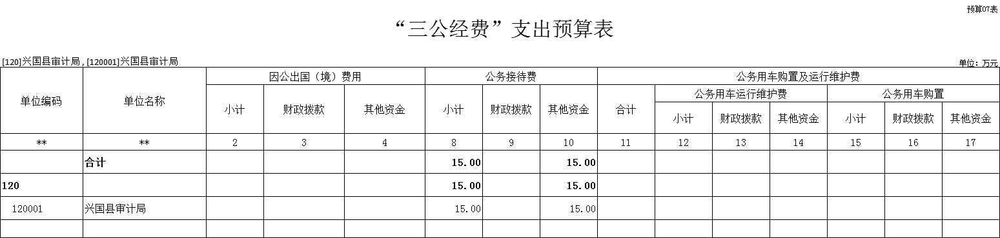 预算07表
“三公经费”支出预算表
[120]兴国县审计局, [120001]兴国县审计局 单位：万元
单位编码 单位名称 因公出国（境）费用 公务接待费 公务用车购置及运行维护费
小计 财政拨款 其他资金 小计 财政拨款 其他资金 合计 公务用车运行维护费 公务用车购置
小计 财政拨款 其他资金 小计 财政拨款 其他资金
** ** 2 3 4 8 9 10 11 12 13 14 15 16 17
合计 15.00 15.00
120 15.00 15.00
120001 兴国县审计局 15.00 15.00